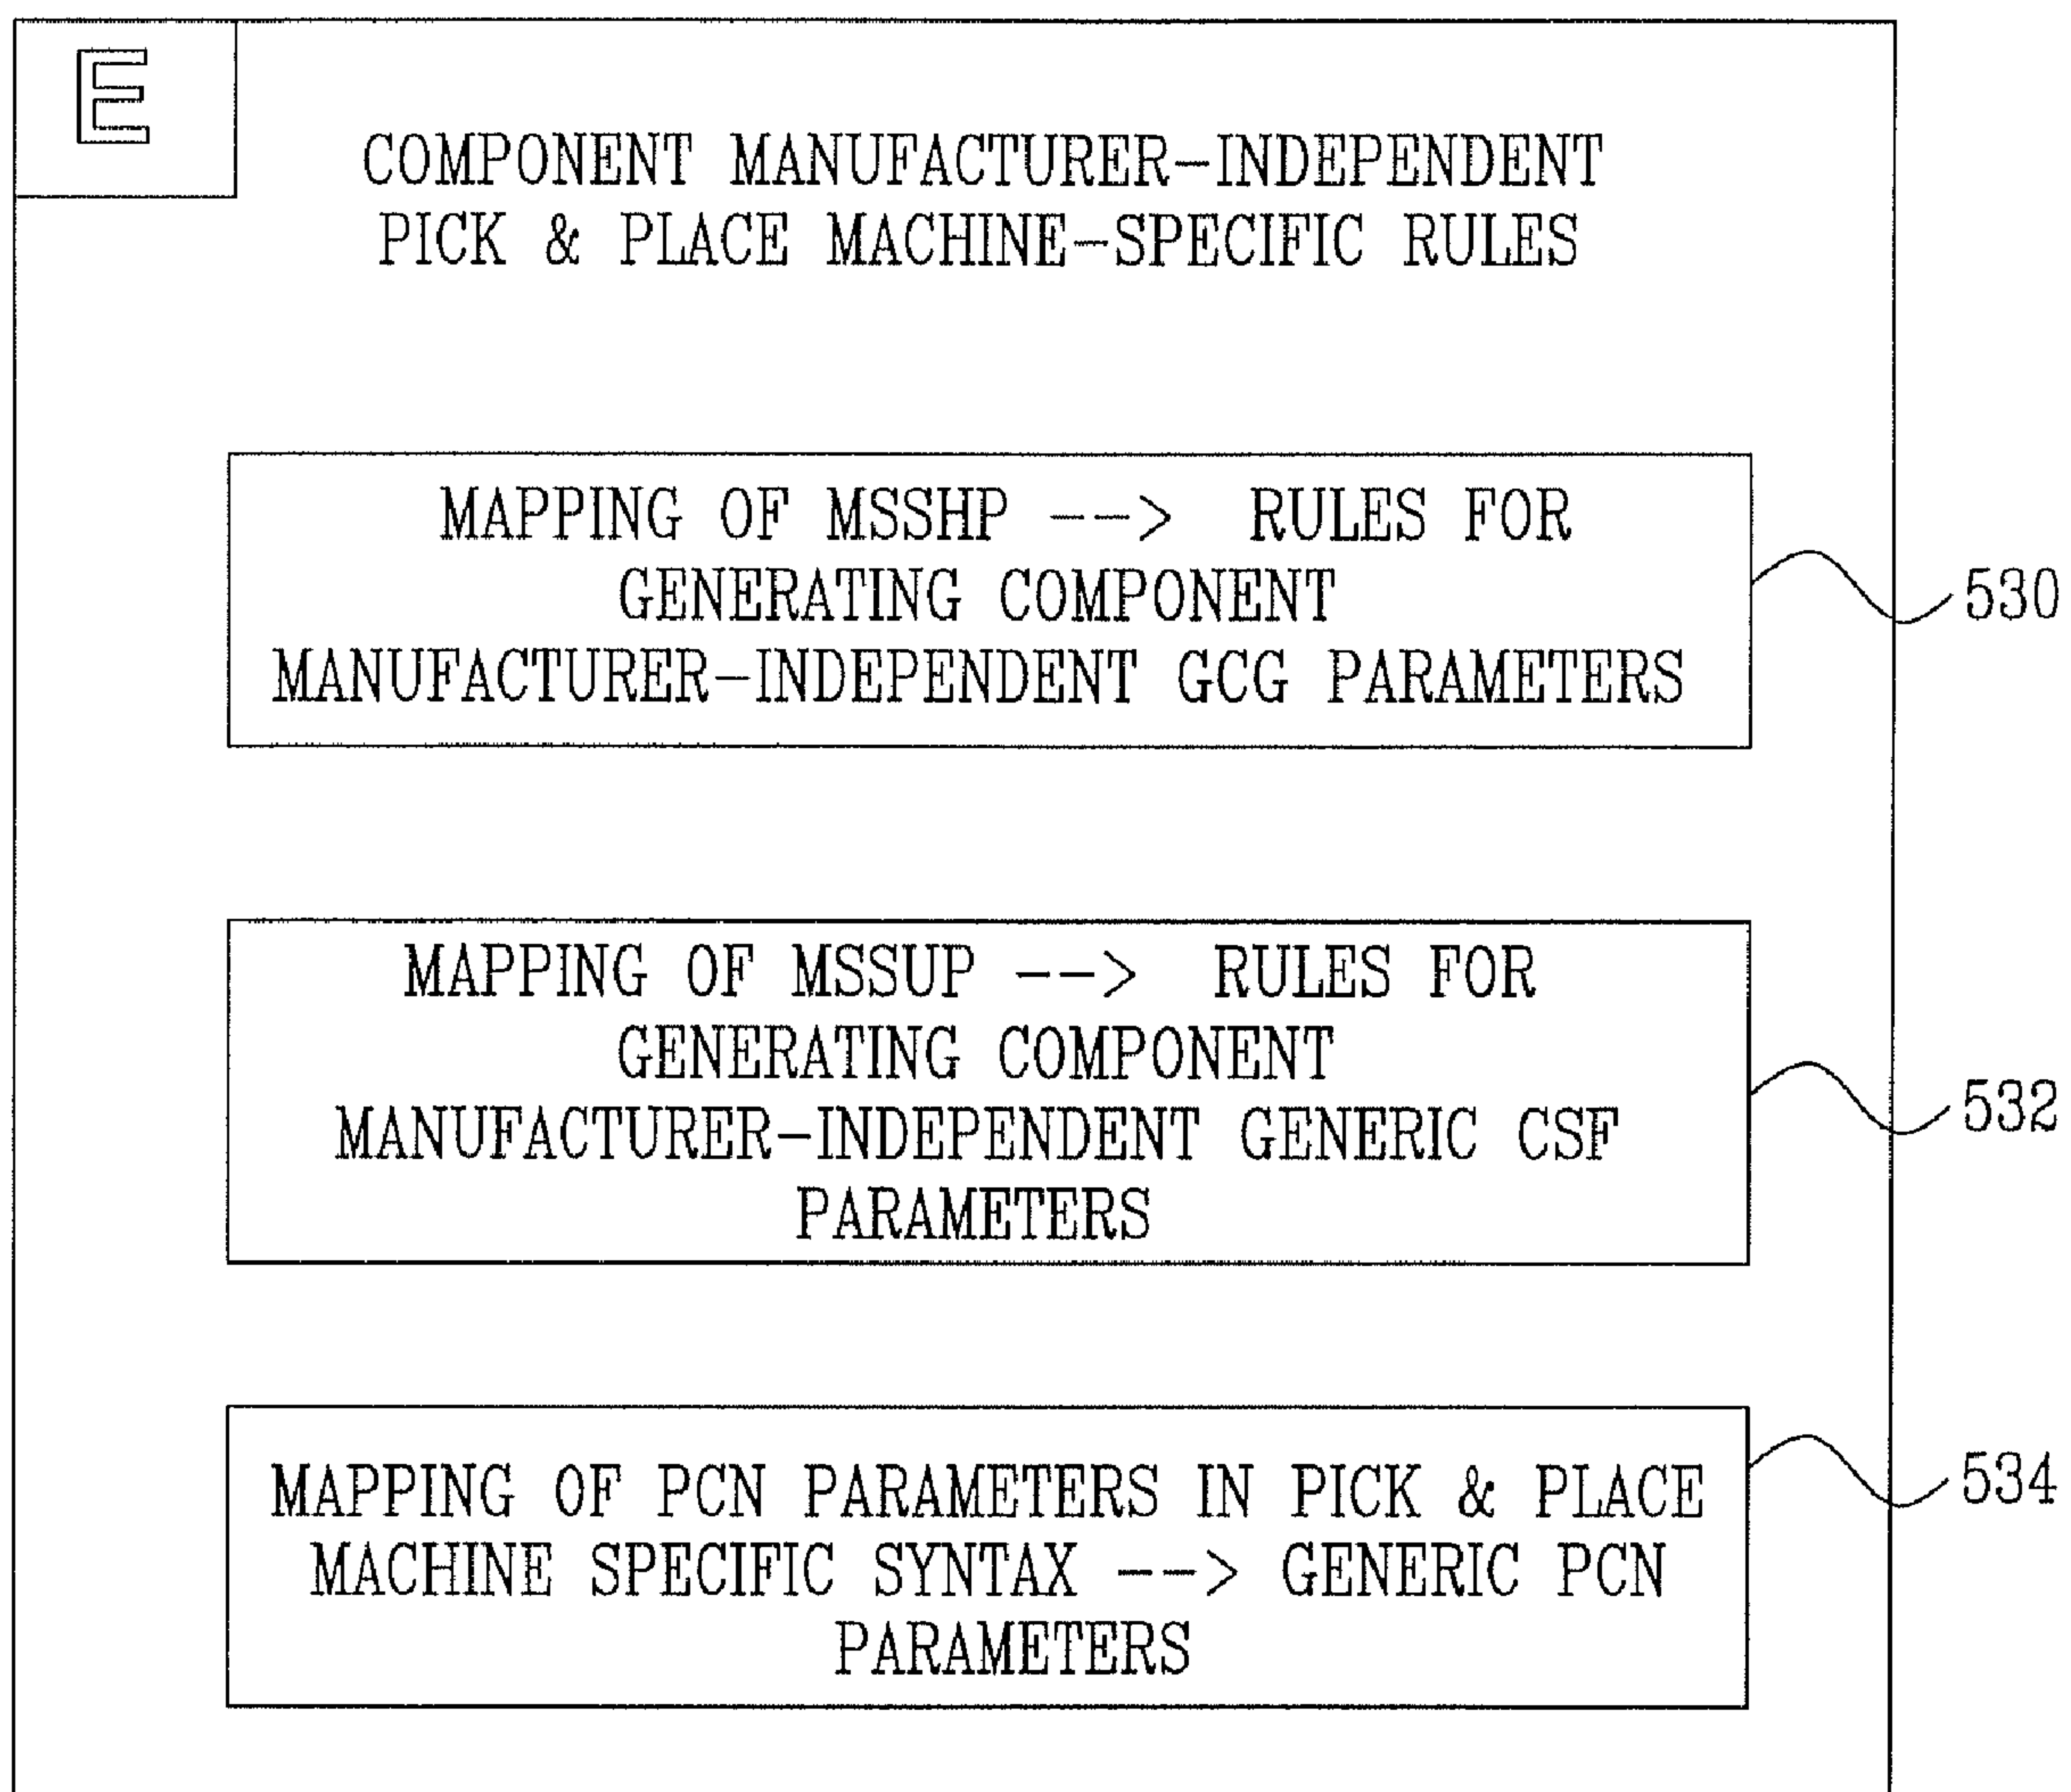 E
COMPONENT MANUFACTURER-INDEPENDENT
PICK & PLACE MACHINE-SPECIFIC RULES
MAPPING OF MSSHP --> RULES FOR
GENERATING COMPONENT
MANUFACTURER-INDEPENDENT GCG PARAMETERS
530
MAPPING OF MSSUP --> RULES FOR
GENERATING COMPONENT
MANUFACTURER-INDEPENDENT GENERIC CSF
PARAMETERS
532
MAPPING OF PCN PARAMETERS IN PICK & PLACE
MACHINE SPECIFIC SYNTAX --> GENERIC PCN
PARAMETERS
534